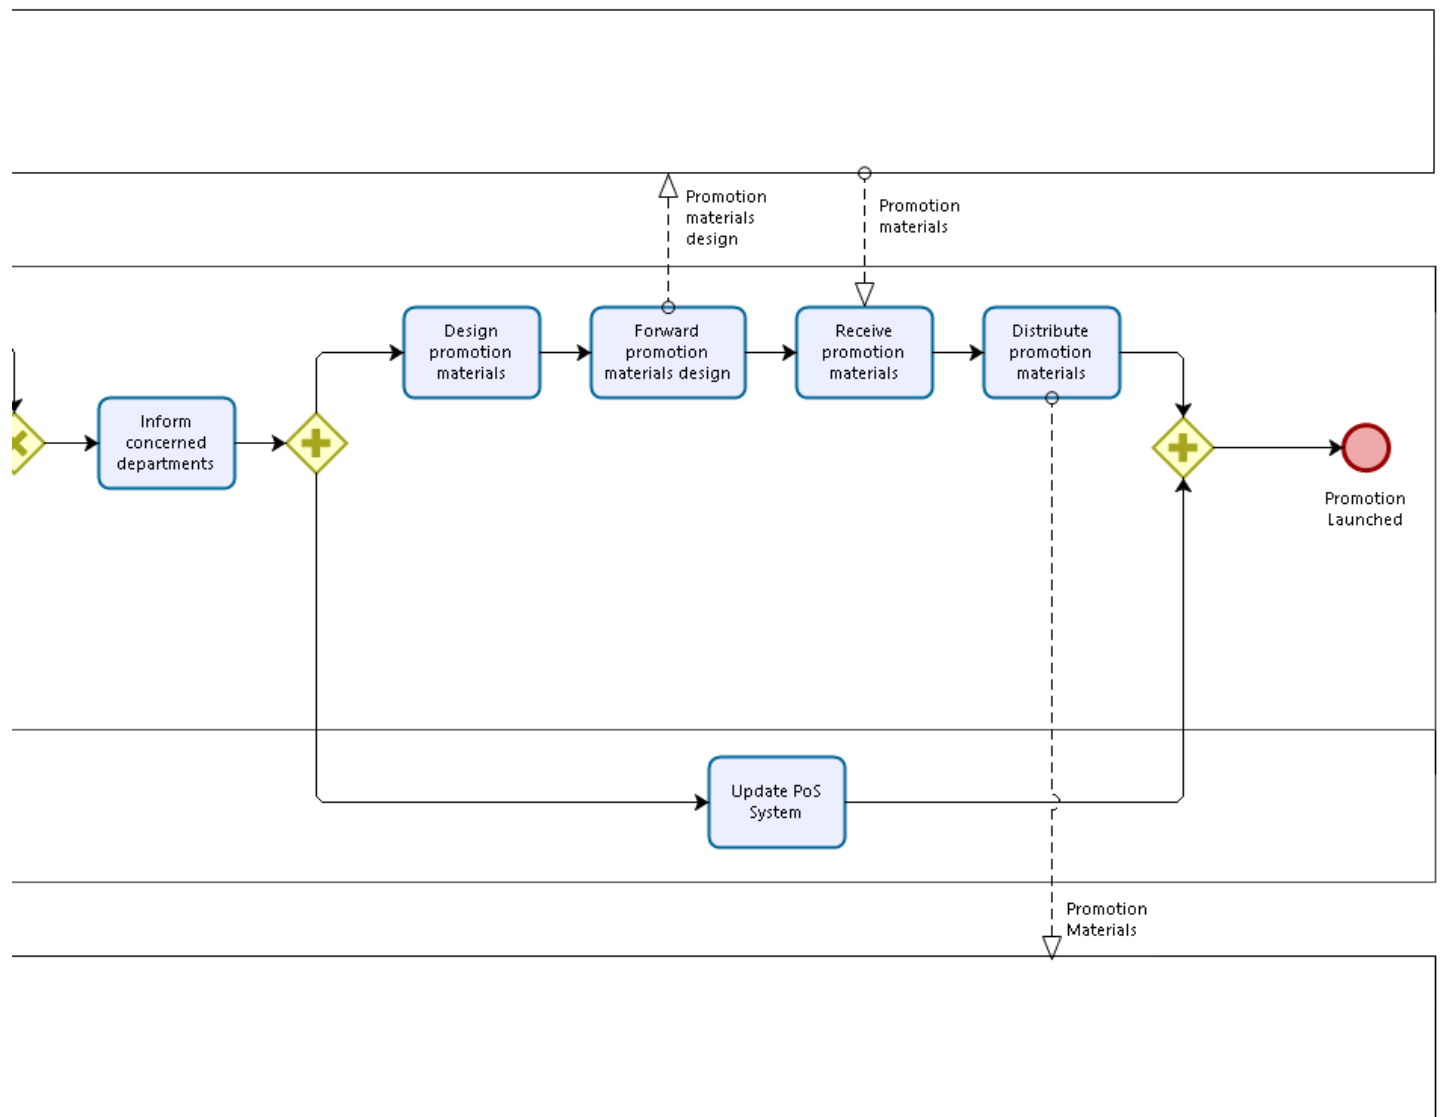 Promotion
materials
design
Promotion
materials
Design
promotion
materials
Forward
promotion
materials design
Receive
promotion
materials
Distribute
promotion
materials
Inform
concerned
departments
Promotion
Launched
Update PoS
System
Promotion
Materials